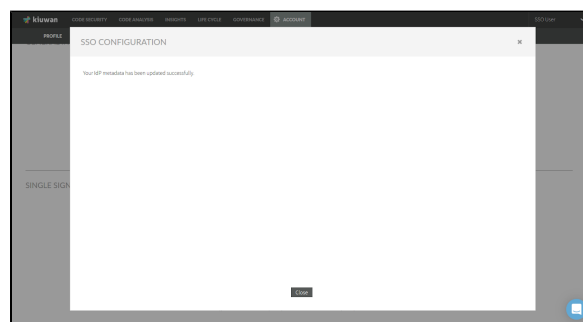 kiuwan CODE SECURITY CODE ANALYSIS INSIGHTS LIFE CYCLE GOVERNANCE ACCOUNT SSO User
PROFILE
SSO CONFIGURATION
Your IdP metadata has been updated successfully.
SINGLE SIGN
Close